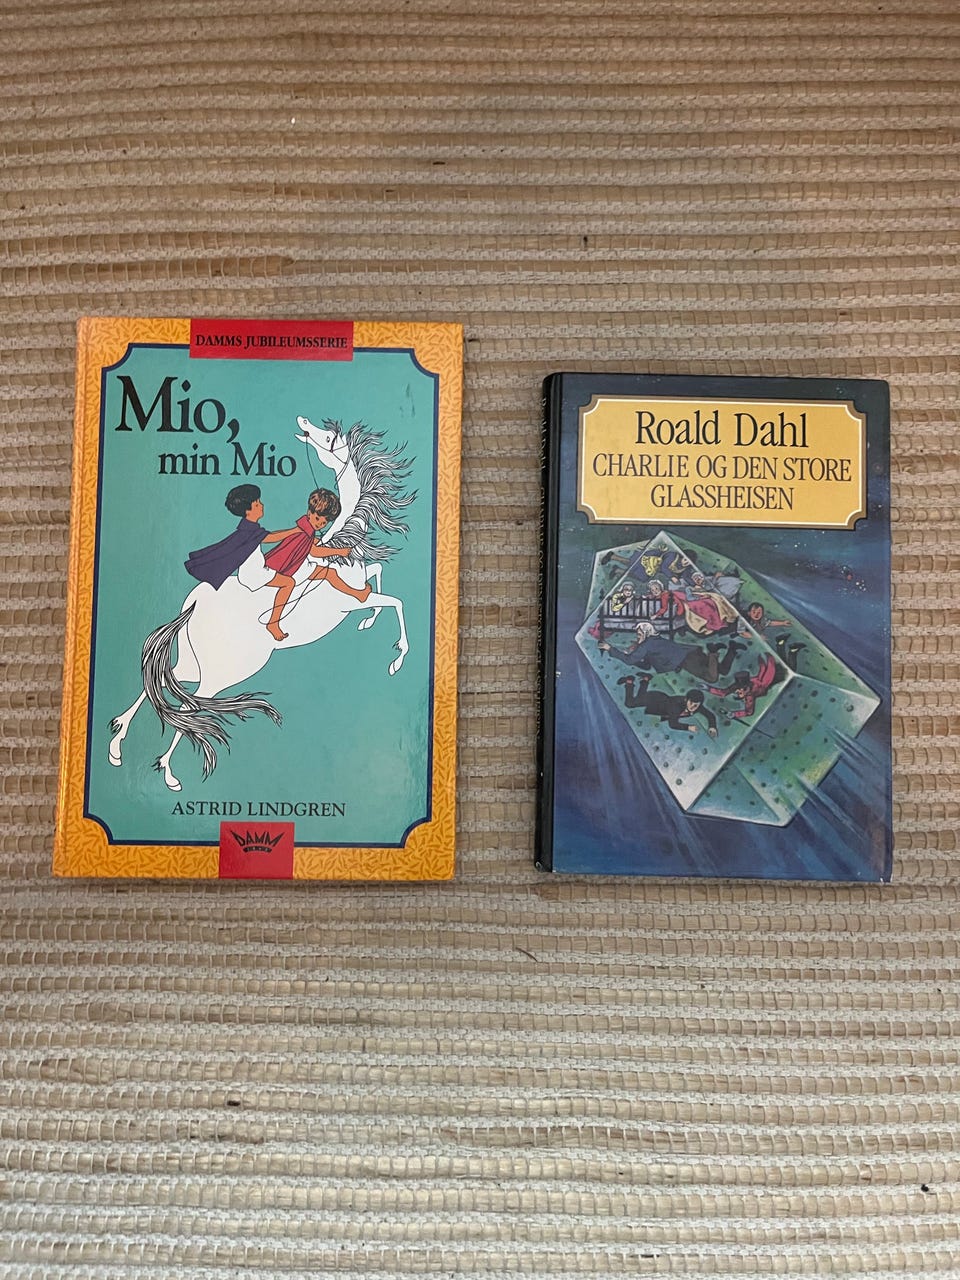 DAMMS JUBILEUMSSERIE
Mio,
min Mio
ASTRID LINDGREN
DAMM
Roald Dahl
CHARLIE OG DEN STORE
GLASSHEISEN